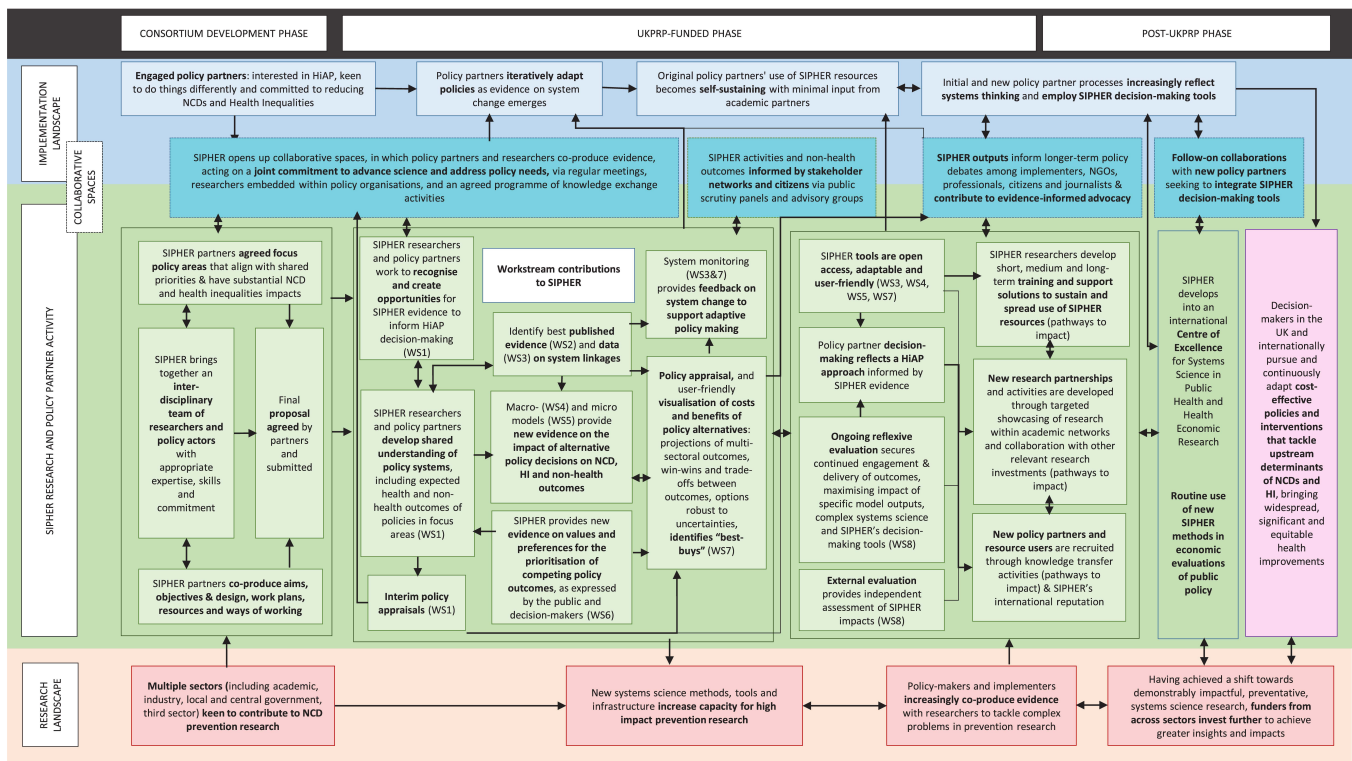 CONSORTIUM DEVELOPMENT PHASE
UKPRP-FUNDED PHASE
POST-UKPRP PHASE
IMPLEMENTATION
LANDSCAPE
Engaged policy partners: interested in HiAP, keen
to do things differently and committed to reducing
NCDs and Health Inequalities
Policy partners iteratively adapt
policies as evidence on system
change emerges
Original policy partners' use of SIPHER resources
becomes self-sustaining with minimal input from
academic partners
Initial and new policy partner processes increasingly reflect
systems thinking and employ SIPHER decision-making tools
COLLABORATIVE
SPACES
SIPHER opens up collaborative spaces, in which policy partners and researchers co-produce evidence,
acting on a joint commitment to advance science and address policy needs, via regular meetings,
researchers embedded within policy organisations, and an agreed programme of knowledge exchange
activities
SIPHER activities and non-health
outcomes informed by stakeholder
networks and citizens via public
scrutiny panels and advisory groups
SIPHER outputs inform longer-term policy
debates among implementers, NGOs,
professionals, citizens and journalists &
contribute to evidence-informed advocacy
Follow-on collaborations
with new policy partners
seeking to integrate SIPHER
decision-making tools
SIPHER RESEARCH AND POLICY PARTNER ACTIVITY
SIPHER partners agreed focus
policy areas that align with shared
priorities & have substantial NCD
and health inequalities impacts
SIPHER brings
together an
inter-
disciplinary
team of
researchers
and policy
actors with
appropriate
expertise, skills
and
commitment
Final
proposal
agreed by
partners
and
submitted
SIPHER partners co-produce aims,
objectives & design, work plans,
resources and ways of working
SIPHER researchers
and policy partners
work to recognise
and create
opportunities for
SIPHER evidence to
inform HiAP
decision-making
(WS1)
SIPHER researchers
and policy partners
develop shared
understanding of
policy systems,
including expected
health and non-
health outcomes of
policies in focus
areas (WS1)
Interim policy
appraisals (WS1)
Workstream contributions
to SIPHER
Identify best published
evidence (WS2) and data
(WS3) on system linkages
Macro- (WS4) and micro
models (WS5) provide
new evidence on the
impact of alternative
policy decisions on NCD,
HI and non-health
outcomes
SIPHER provides new
evidence on values and
preferences for the
prioritisation of
competing policy
outcomes, as expressed
by the public and
decision-makers (WS6)
System monitoring
(WS3&7)
provides feedback on
system change to
support adaptive
policy making
Policy appraisal, and
user-friendly
visualisation of costs
and benefits of
policy alternatives:
projections of multi-
sectoral outcomes,
win-wins and trade-
offs between
outcomes, options
robust to
uncertainties,
identifies “best-
buys” (WS7)
SIPHER tools are open
access, adaptable and
user-friendly (WS3, WS4,
WS5, WS7)
Policy partner decision-
making reflects a HiAP
approach informed by
SIPHER evidence
Ongoing reflexive
evaluation secures
continued engagement &
delivery of outcomes,
maximising impact of
specific model outputs,
complex systems science
and SIPHER’s decision-
making tools (WS8)
External evaluation
provides independent
assessment of SIPHER
impacts (WS8)
SIPHER researchers develop
short, medium and long-
term training and support
solutions to sustain and
spread use of SIPHER
resources (pathways to
impact)
New research partnerships
and activities are developed
through targeted
showcasing of research
within academic networks
and collaboration with other
relevant research
investments (pathways to
impact)
New policy partners and
resource users are recruited
through knowledge transfer
activities (pathways to
impact) & SIPHER’s
international reputation
SIPHER
develops
into an
international
Centre of
Excellence
for Systems
Science in
Public
Health and
Health
Economic
Research
Routine use
of new
SIPHER
methods in
economic
evaluations
of public
policy
Decision-
makers in the
UK and
internationally
pursue and
continuously
adapt cost-
effective
policies and
interventions
that tackle
upstream
determinants
of NCDs and
HI, bringing
widespread,
significant and
equitable
health
improvements
RESEARCH
LANDSCAPE
Multiple sectors (including academic,
industry, local and central government,
third sector) keen to contribute to NCD
prevention research
New systems science methods, tools and
infrastructure increase capacity for high
impact prevention research
Policy-makers and implementers
increasingly co-produce evidence
with researchers to tackle complex
problems in prevention research
Having achieved a shift towards
demonstrably impactful, preventative,
systems science research, funders from
across sectors invest further to achieve
greater insights and impacts